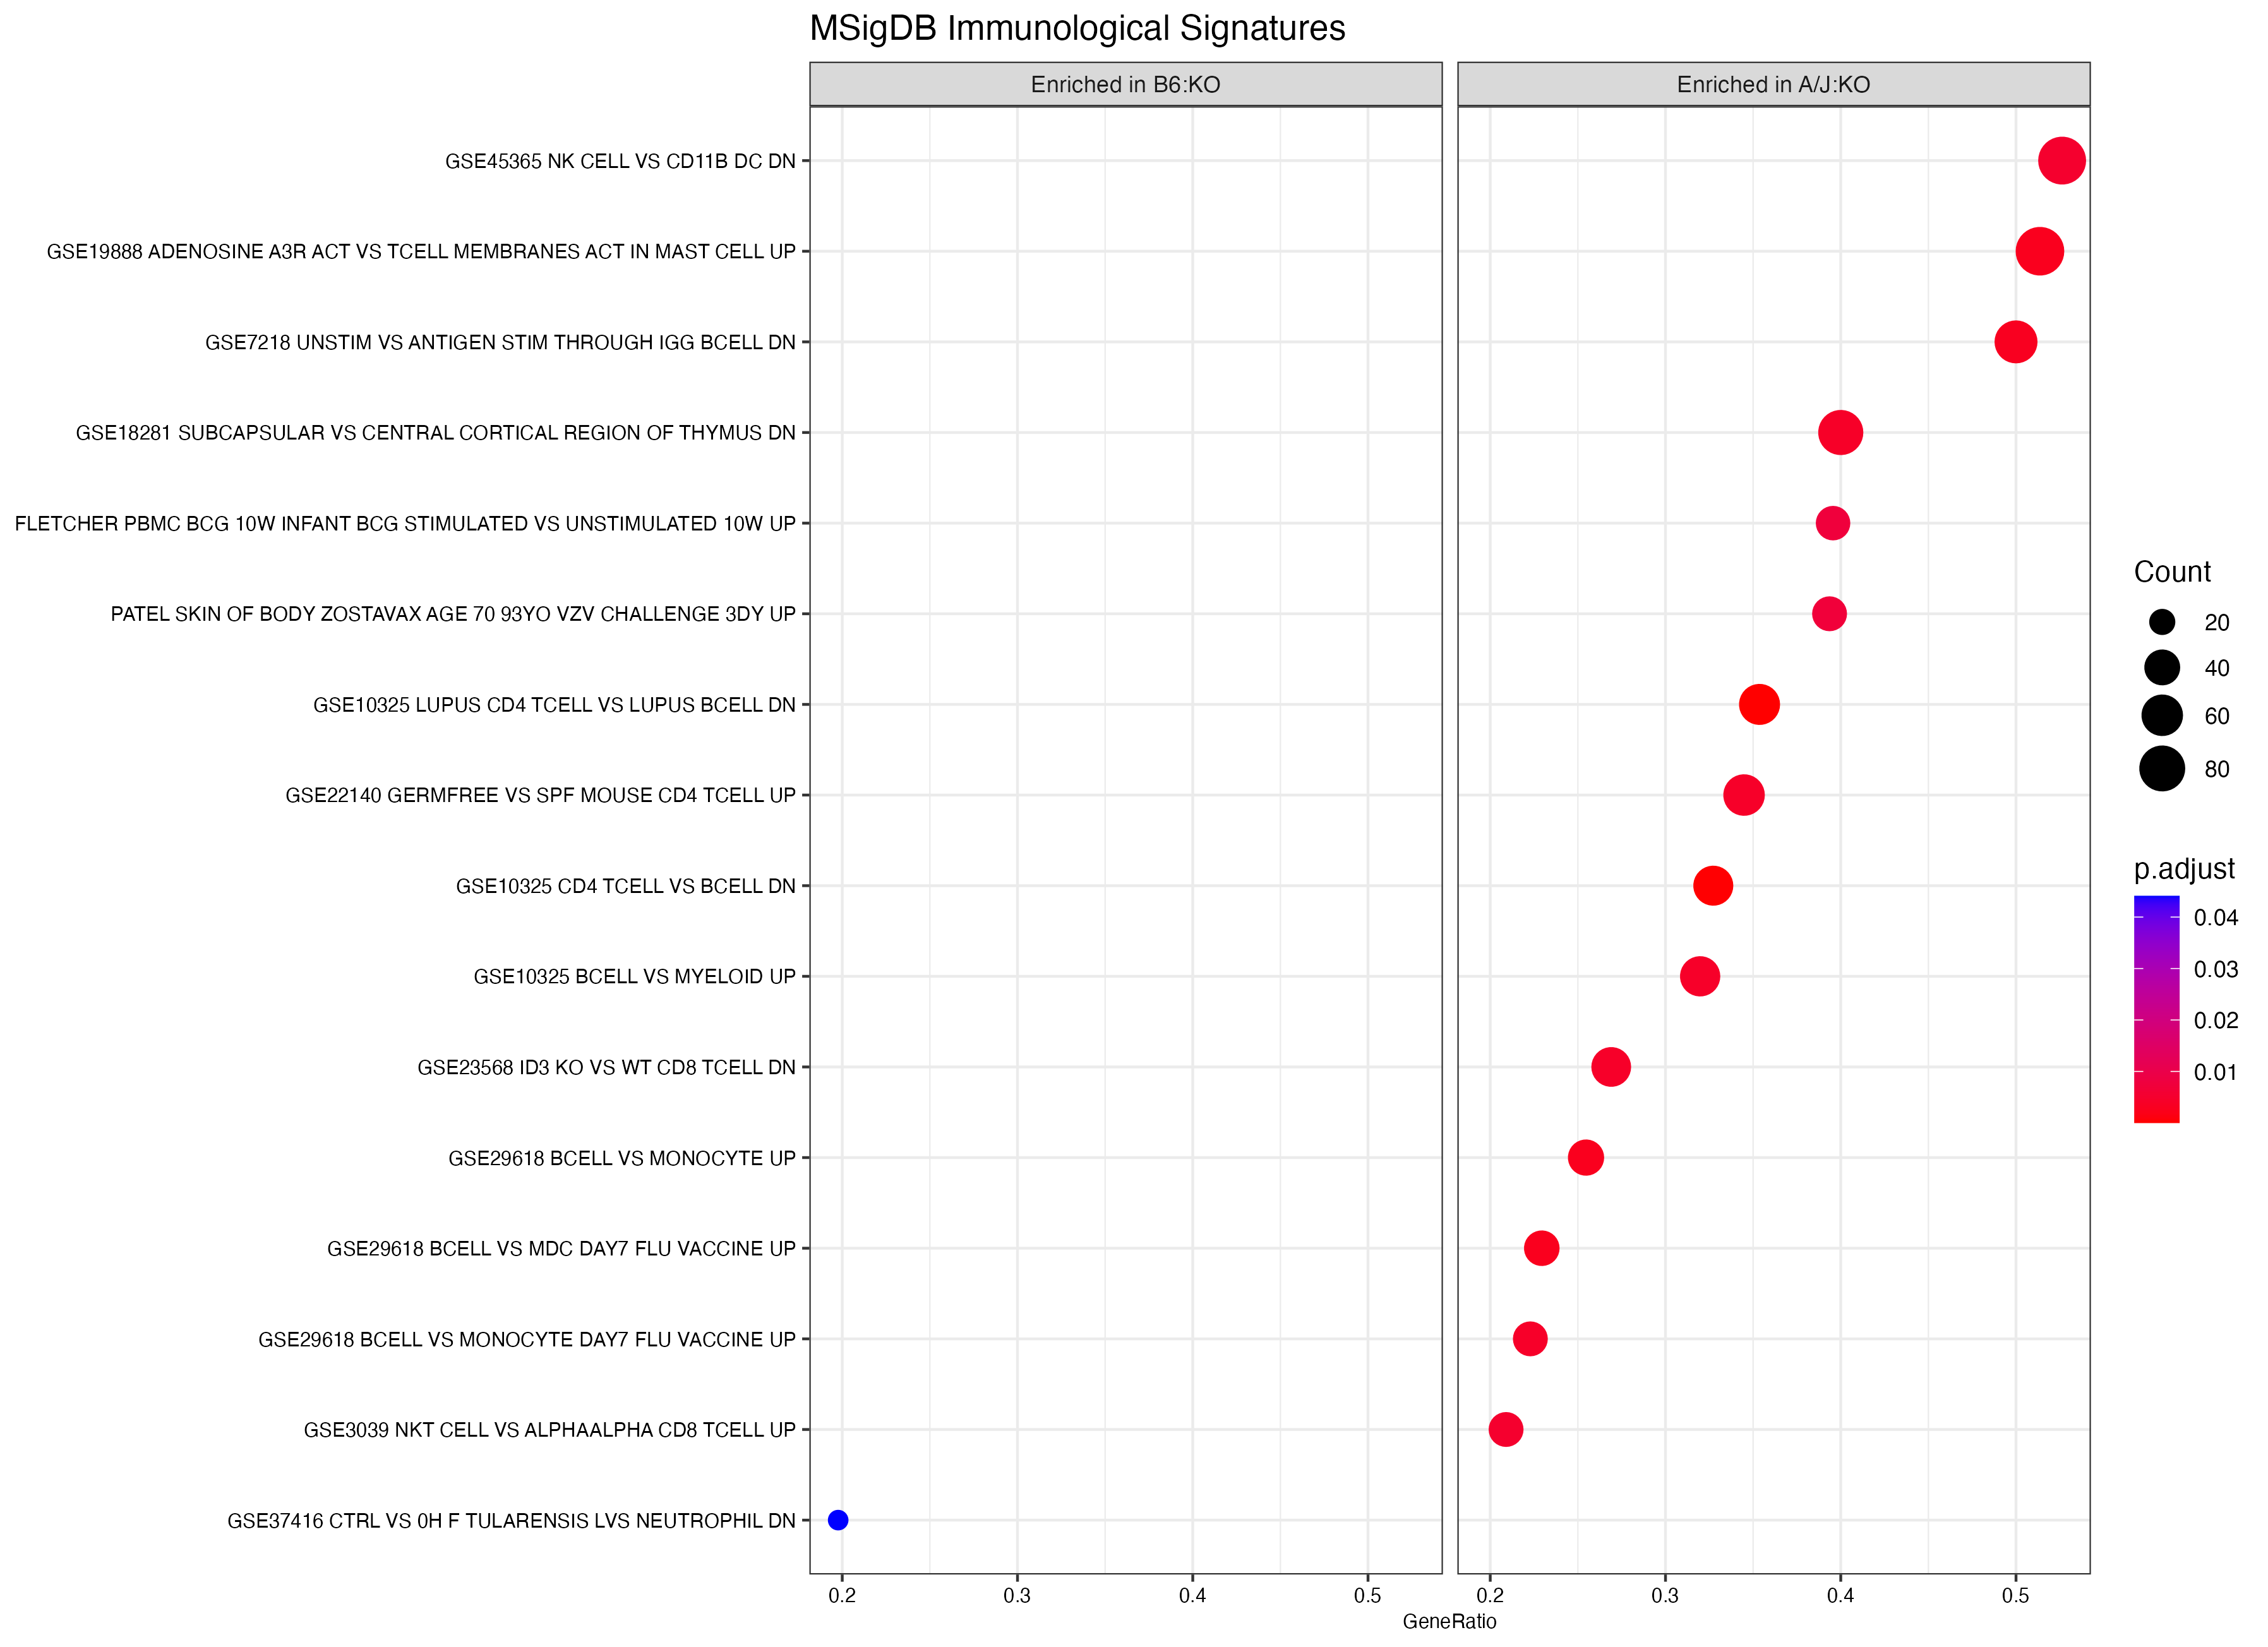 MSigDB Immunological Signatures
Enriched in B6:KO
Enriched in A/J:KO
GSE45365 NK CELL VS CD11B DC DN
GSE19888 ADENOSINE A3R ACT VS TCELL MEMBRANES ACT IN MAST CELL UP
GSE7218 UNSTIM VS ANTIGEN STIM THROUGH IGG BCELL DN
GSE18281 SUBCAPSULAR VS CENTRAL CORTICAL REGION OF THYMUS DN
FLETCHER PBMC BCG 10W INFANT BCG STIMULATED VS UNSTIMULATED 10W UP
PATEL SKIN OF BODY ZOSTAVAX AGE 70 93YO VZV CHALLENGE 3DY UP
GSE10325 LUPUS CD4 TCELL VS LUPUS BCELL DN
GSE22140 GERMFREE VS SPF MOUSE CD4 TCELL UP
GSE10325 CD4 TCELL VS BCELL DN
GSE10325 BCELL VS MYELOID UP
GSE23568 ID3 KO VS WT CD8 TCELL DN
GSE29618 BCELL VS MONOCYTE UP
GSE29618 BCELL VS MDC DAY7 FLU VACCINE UP
GSE29618 BCELL VS MONOCYTE DAY7 FLU VACCINE UP
GSE3039 NKT CELL VS ALPHAALPHA CD8 TCELL UP
GSE37416 CTRL VS 0H F TULARENSIS LVS NEUTROPHIL DN
0.2 0.3 0.4 0.5
0.2 0.3 0.4 0.5
GeneRatio
Count
20
40
60
80
p.adjust
0.04
0.03
0.02
0.01